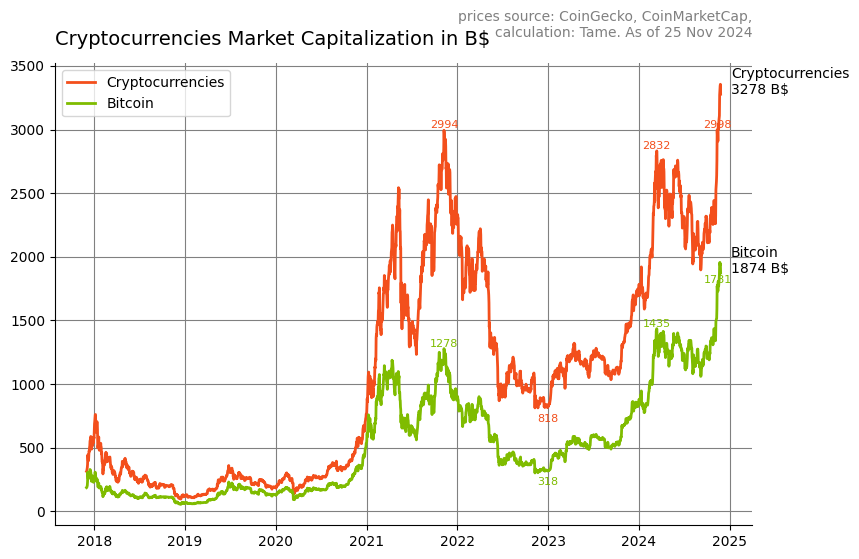 prices source: CoinGecko, CoinMarketCap,
calculation: Tame. As of 25 Nov 2024
Cryptocurrencies Market Capitalization in B$
Cryptocurrencies
Bitcoin
3500
3000
2500
2000
1500
1000
500
0
2994
2832
2998
Cryptocurrencies
3278 B$
Bitcoin
1874 B$
1781
1435
1278
818
318
2018
2019
2020
2021
2022
2023
2024
2025